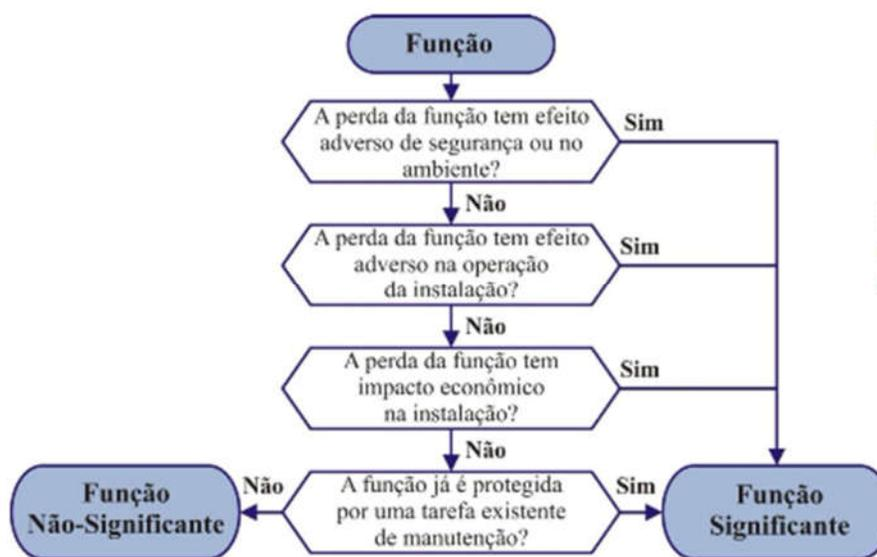 Função
A perda da função tem efeito
adverso de segurança ou no
ambiente?
Sim
Não
A perda da função tem efeito
adverso na operação
da instalação?
Sim
Não
A perda da função tem
impacto econômico
na instalação?
Sim
Não
Função
Não-Significante
Não
A função já é protegida
por uma tarefa existente
de manutenção?
Sim
Função
Significante